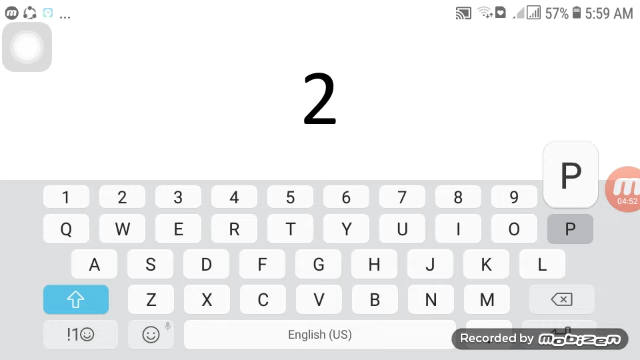 ... 57% 5:59 AM
2
P
1 2 3 4 5 6 7 8 9
04:52
Q W E R T Y U I O P
A S D F G H J K L
Z X C V B N M
!1☺ English (US)
Recorded by mobizen